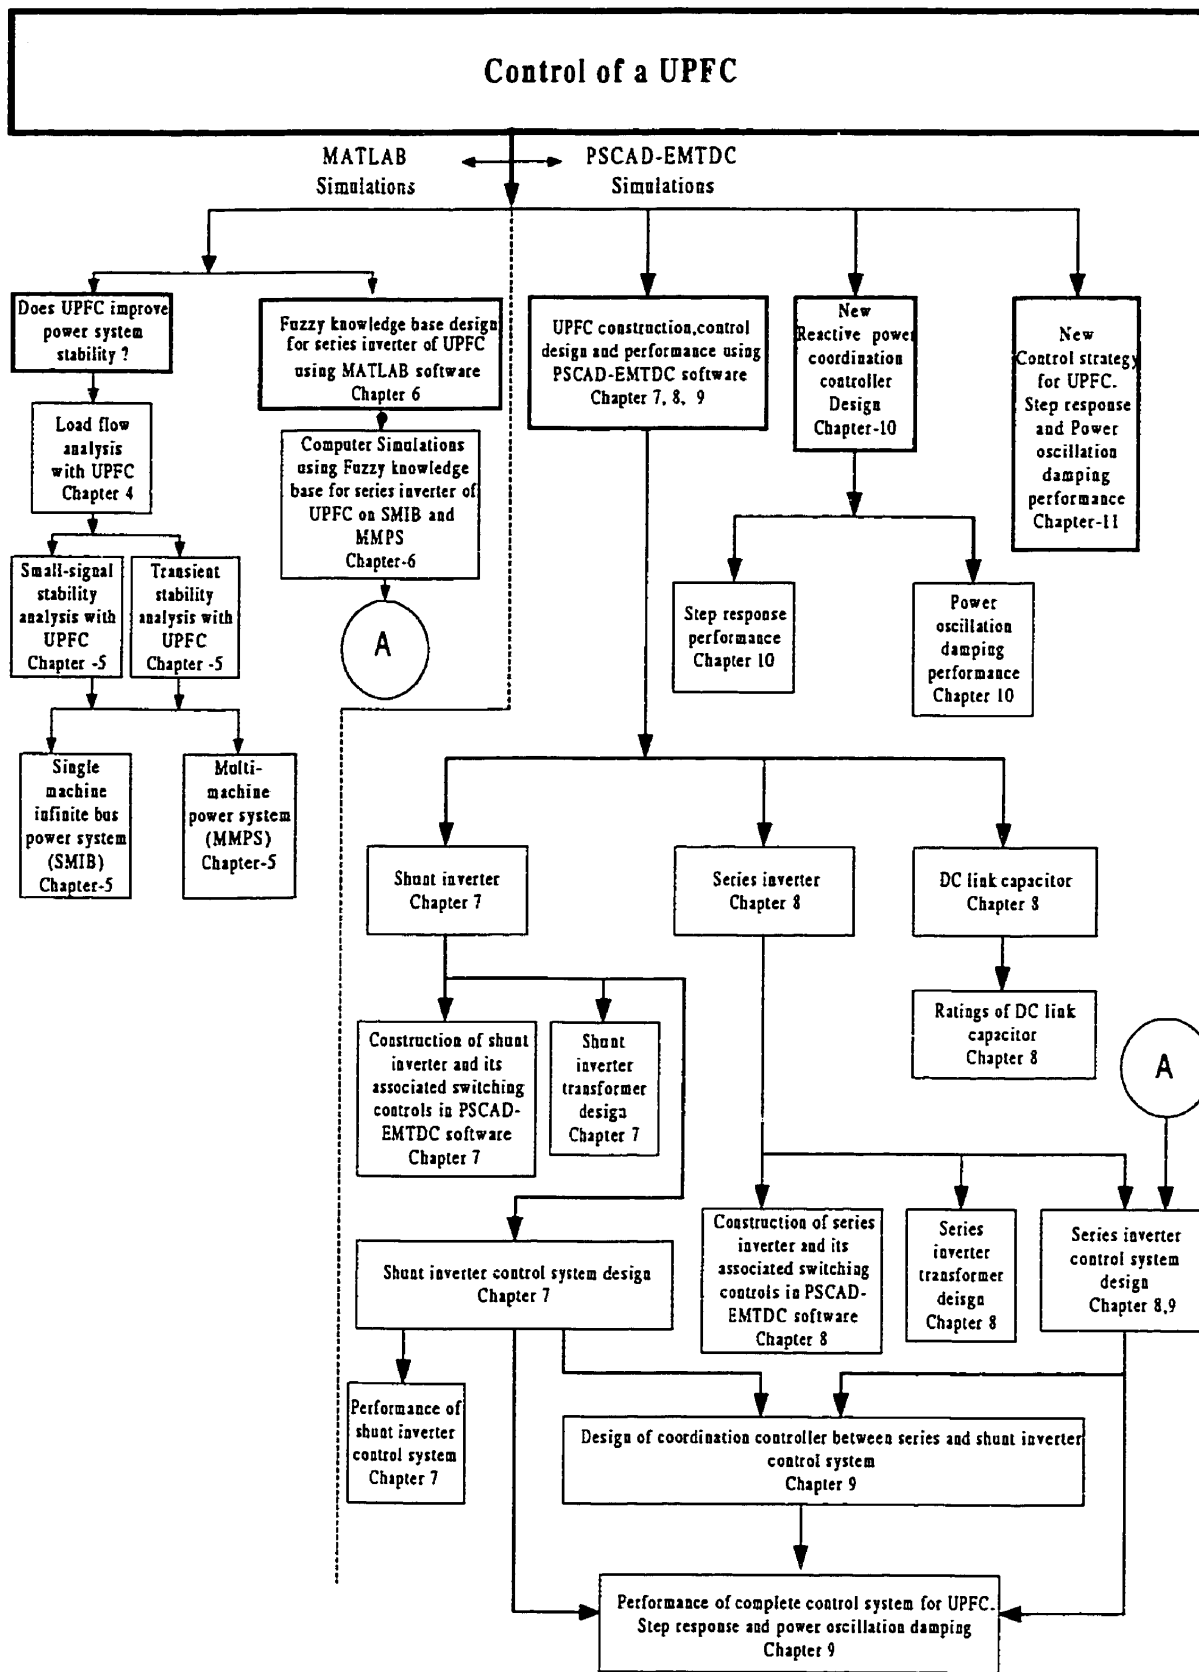 Control of a UPFC
MATLAB
Simulations
PSCAD-EMTDC
Simulations
Does UPFC improve
power system
stability ?
Fuzzy knowledge base design
for series inverter of UPFC
using MATLAB software
Chapter 6
UPFC construction,control
design and performance using
PSCAD-EMTDC software
Chapter 7, 8, 9
New
Reactive power
coordination
controller
Design
Chapter-10
New
Control strategy
for UPFC-
Step response
and Power
oscillation
damping
performance
Chapter-11
Load flow
analysis
with UPFC
Chapter 4
Computer Simulations
using Fuzzy knowledge
base for series inverter of
UPFC on SMIB and
MMPS
Chapter-6
Small-signal
stability
analysis with
UPFC
Chapter -5
Transient
stability
analysis with
UPFC
Chapter -5
A
Step response
performance
Chapter 10
Power
oscillation
damping
performance
Chapter 10
Single
machine
infinite bus
power system
(SMIB)
Chapter-5
Multi-
machine
power system
(MMPS)
Chapter-5
Shunt inverter
Chapter 7
Series inverter
Chapter 8
DC link capacitor
Chapter 8
Ratings of DC link
capacitor
Chapter 8
A
Construction of shunt
inverter and its
associated switching
controls in PSCAD-
EMTDC software
Chapter 7
Shunt
inverter
transformer
design
Chapter 7
Construction of series
inverter and its
associated switching
controls in PSCAD-
EMTDC software
Chapter 8
Series
inverter
transformer
deisgn
Chapter 8
Series inverter
control system
design
Chapter 8,9
Shunt inverter control system design
Chapter 7
Performance of
shunt inverter
control system
Chapter 7
Design of coordination controller between series and shunt inverter
control system
Chapter 9
Performance of complete control system for UPFC-
Step response and power oscillation damping
Chapter 9